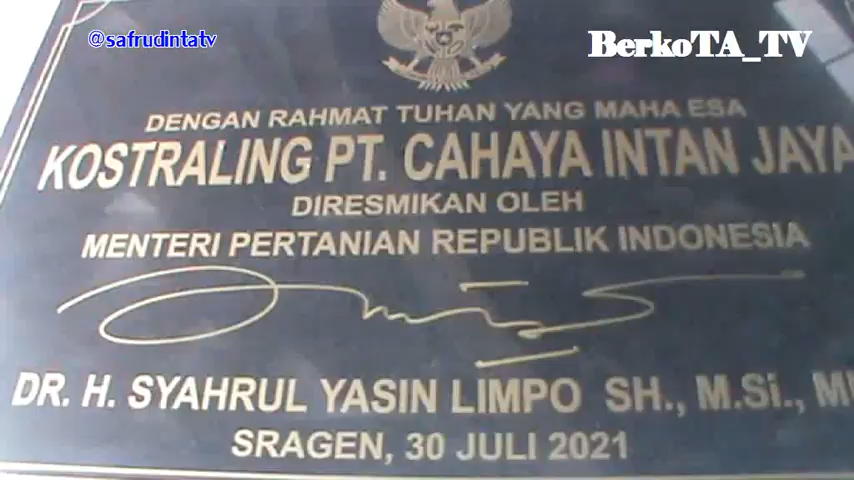 @safrudintatv
BerkoTA_TV
DENGAN RAHMAT TUHAN YANG MAHA ESA
KOSTRALING PT. CAHAYA INTAN JAYA
DIRESMIKAN OLEH
MENTERI PERTANIAN REPUBLIK INDONESIA
DR. H. SYAHRUL YASIN LIMPO SH., M.Si.,
SRAGEN, 30 JULI 2021